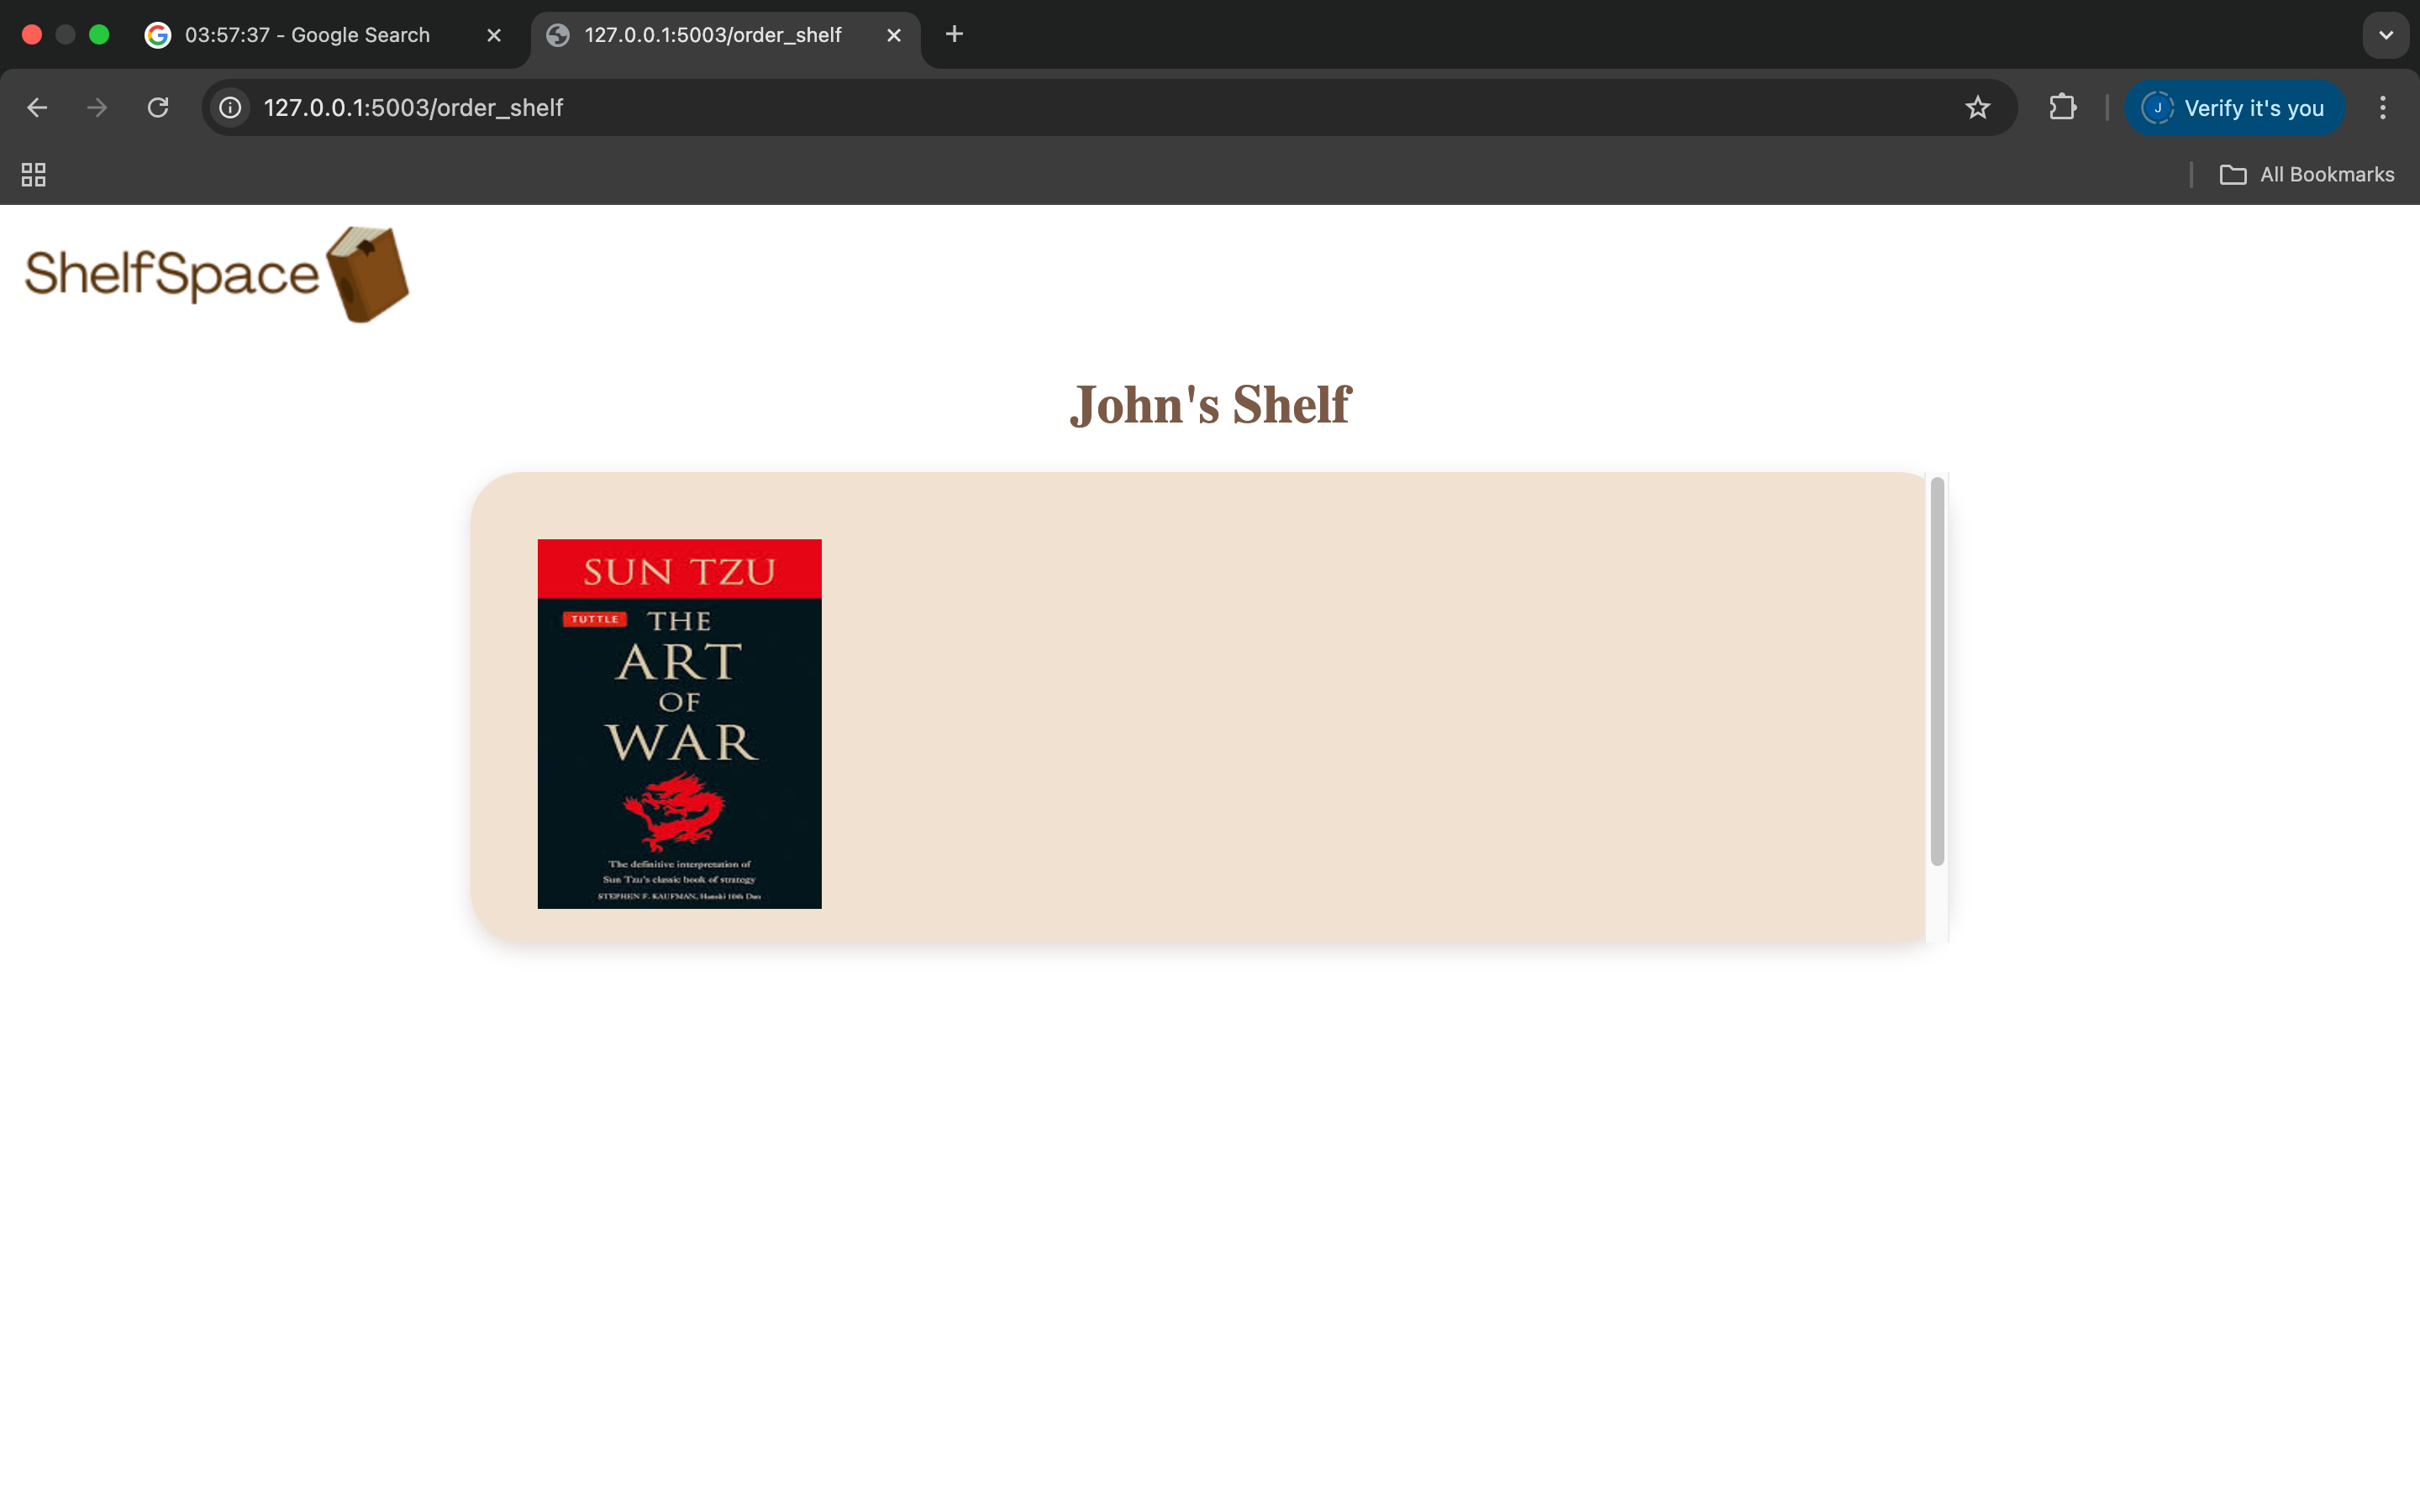 03:57:37 - Google Search
127.0.0.1:5003/order_shelf
127.0.0.1:5003/order_shelf
J
Verify it's you
All Bookmarks
ShelfSpace
John's Shelf
SUN TZU
TUTTLE
THE
ART
OF
WAR
The definitive interpretation of
Sun Tzu's classic book of strategy
STEPHEN F. KAUFMAN, Hanshi 10th Dan